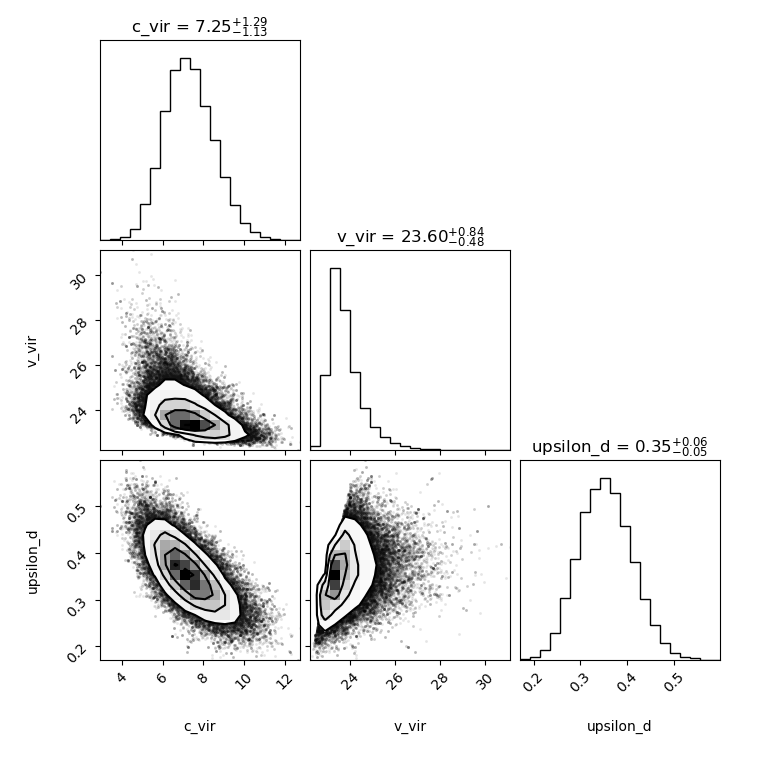 c_vir = 7.25+1.29−1.13
v_vir = 23.60+0.84−0.48
30
28
26
24
v_vir
upsilon_d = 0.35+0.06−0.05
0.5
0.4
0.3
0.2
upsilon_d
4 6 8 10 12
24 26 28 30
0.2 0.3 0.4 0.5
c_vir v_vir upsilon_d